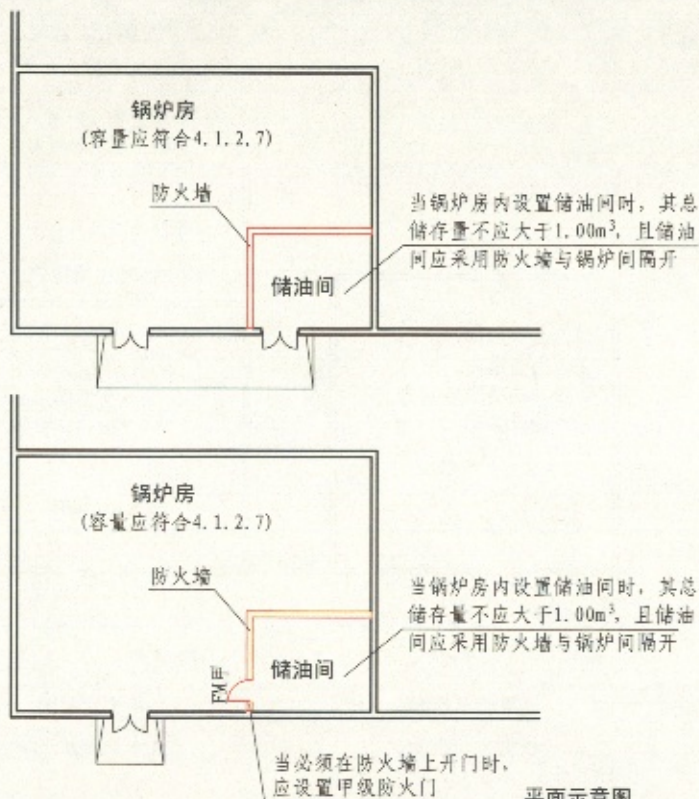 锅炉房
(容量应符合4.1.2.7)
防火墙
当锅炉房内设置储油间时，其总
储存量不应大于1.00m³，且储油
间应采用防火墙与锅炉间隔开
储油间
锅炉房
(容量应符合4.1.2.7)
防火墙
当锅炉房内设置储油间时，其总
储存量不应大于1.00m³，且储油
间应采用防火墙与锅炉间隔开
储油间
FM甲
当必须在防火墙上开门时，
应设置甲级防火门
平面示意图